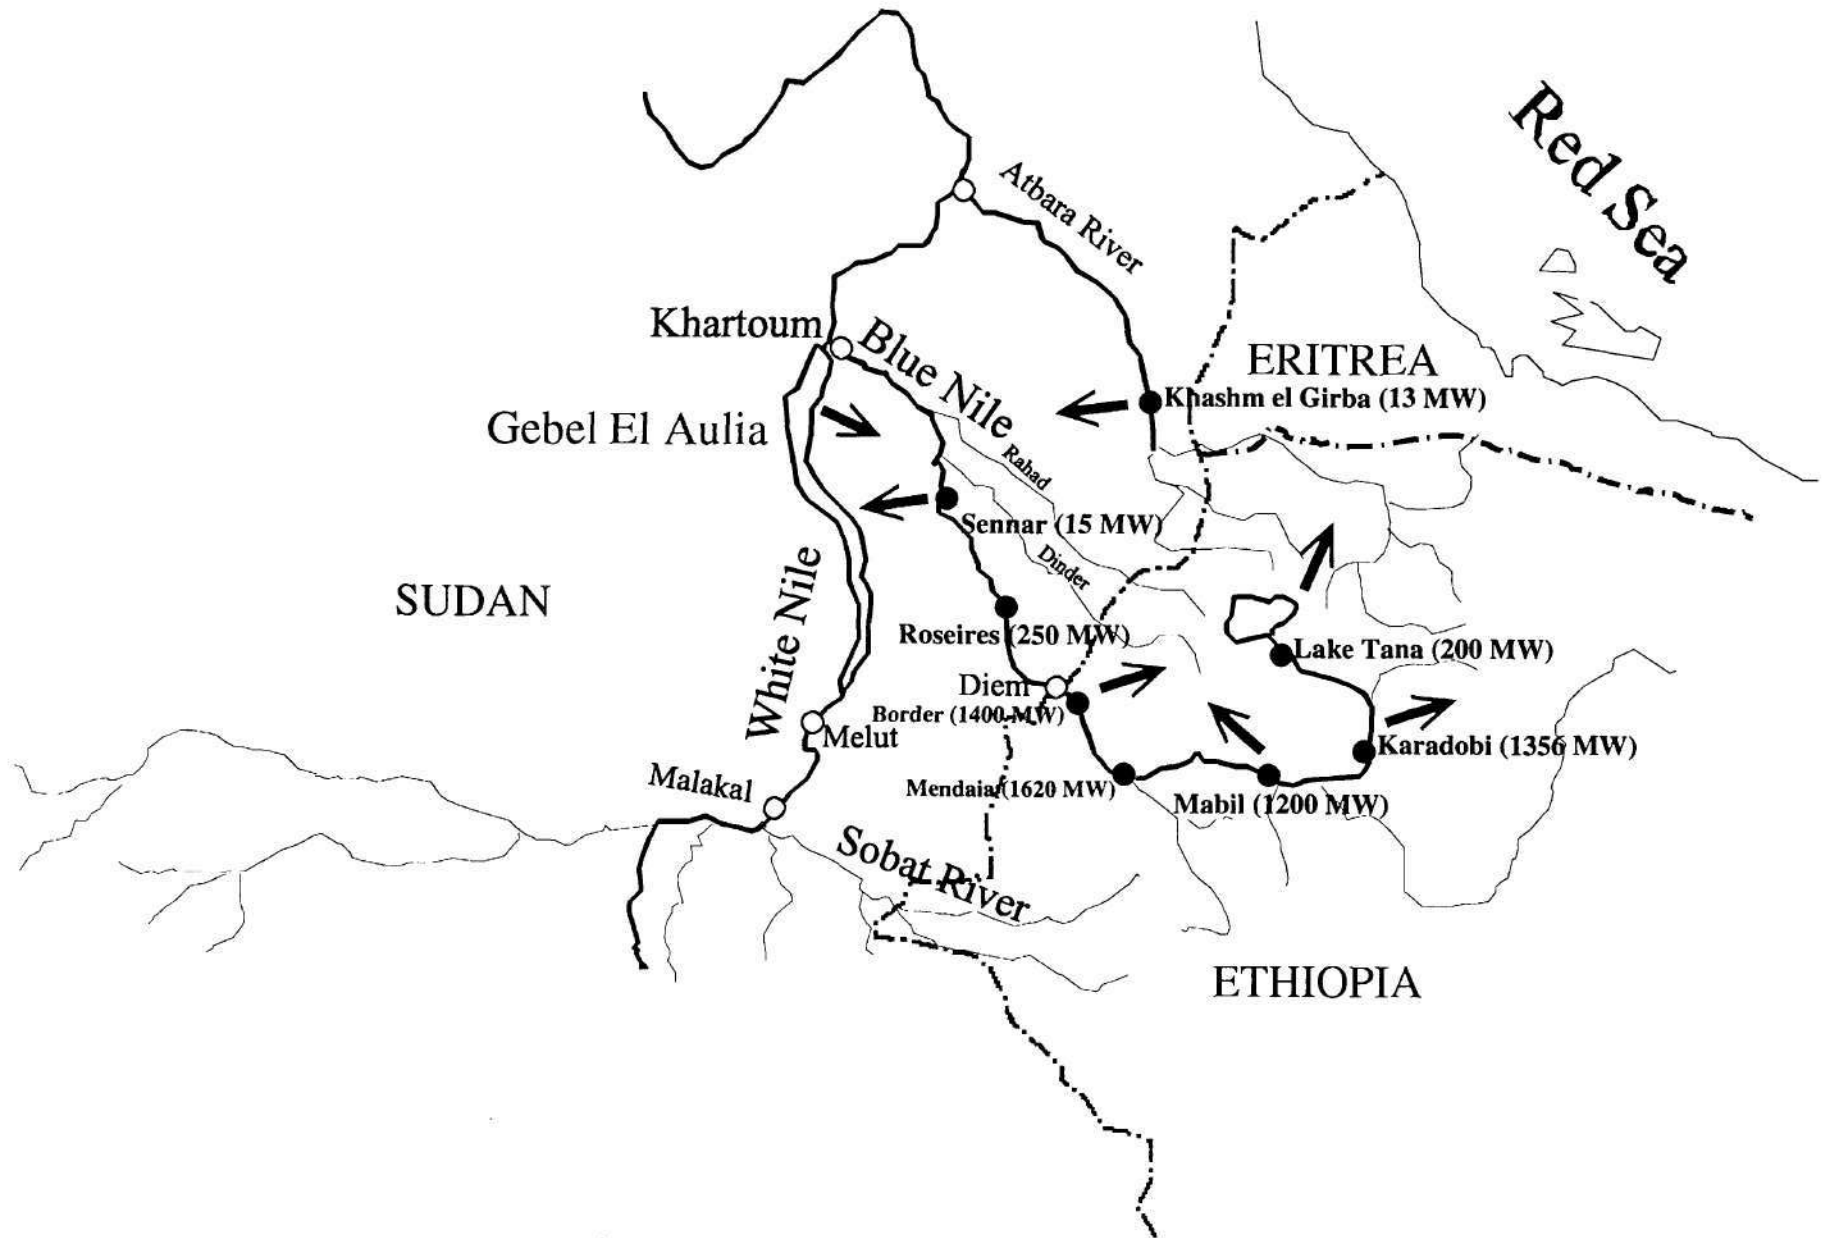 Red Sea
Atbara River
Khartoum
Blue Nile
ERITREA
Khashm el Girba (13 MW)
Gebel El Aulia
Rahad
Sennar (15 MW)
Dinder
White Nile
SUDAN
Roseires (250 MW)
Lake Tana (200 MW)
Diem
Border (1400 MW)
Melut
Karadobi (1356 MW)
Malakal
Mendaia (1620 MW)
Mabil (1200 MW)
Sobat River
ETHIOPIA